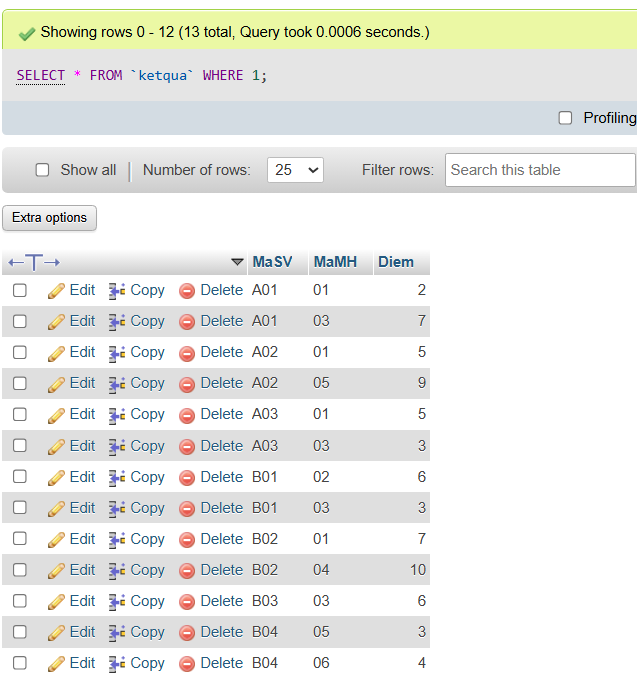 Showing rows 0 - 12 (13 total, Query took 0.0006 seconds.)
SELECT * FROM `ketqua` WHERE 1;
Profiling
Show all Number of rows: 25 Filter rows: Search this table
Extra options
←T→ MaSV MaMH Diem
Edit Copy Delete A01 01 2
Edit Copy Delete A01 03 7
Edit Copy Delete A02 01 5
Edit Copy Delete A02 05 9
Edit Copy Delete A03 01 5
Edit Copy Delete A03 03 3
Edit Copy Delete B01 02 6
Edit Copy Delete B01 03 3
Edit Copy Delete B02 01 7
Edit Copy Delete B02 04 10
Edit Copy Delete B03 03 6
Edit Copy Delete B04 05 3
Edit Copy Delete B04 06 4